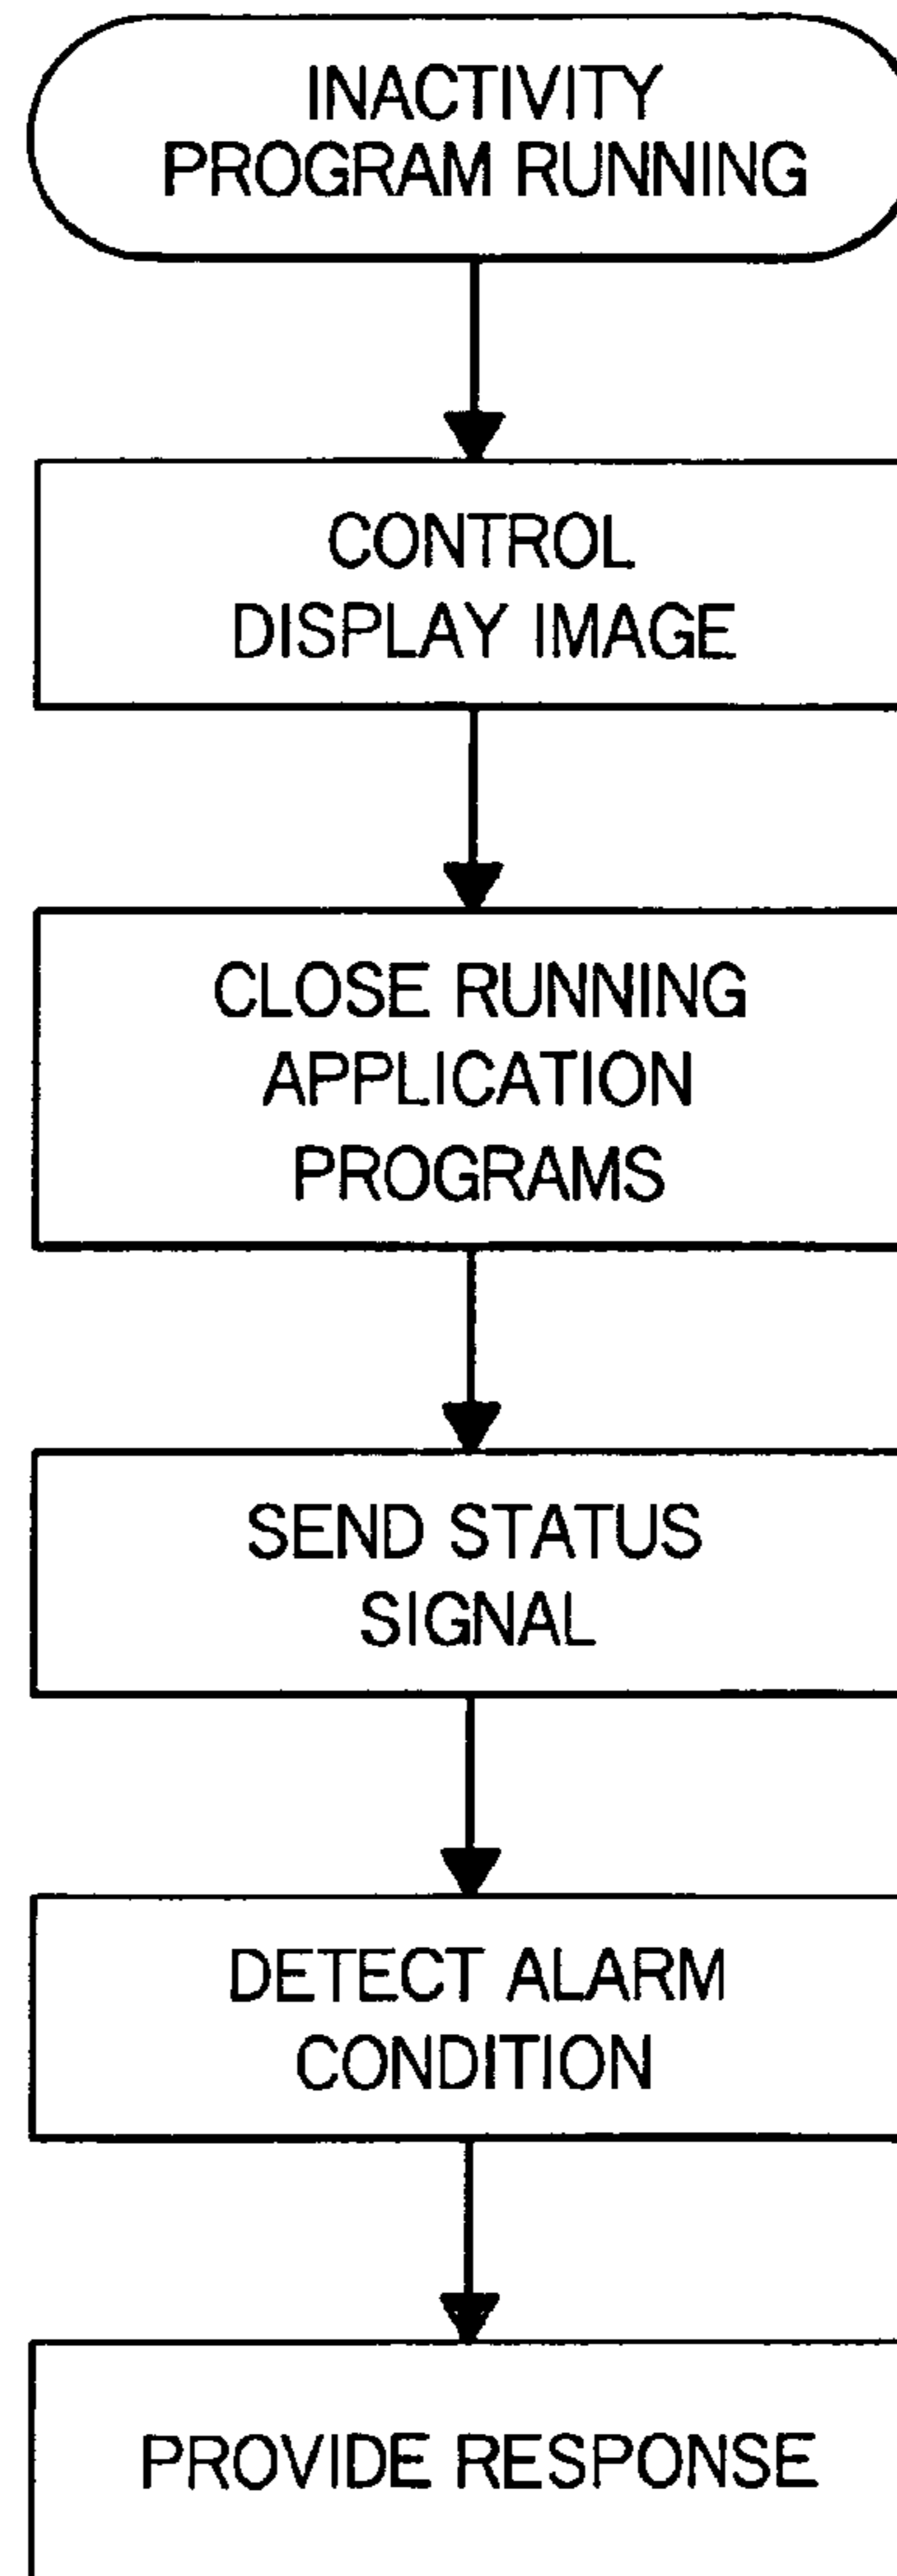 INACTIVITY
PROGRAM RUNNING
CONTROL
DISPLAY IMAGE
CLOSE RUNNING
APPLICATION
PROGRAMS
SEND STATUS
SIGNAL
DETECT ALARM
CONDITION
PROVIDE RESPONSE